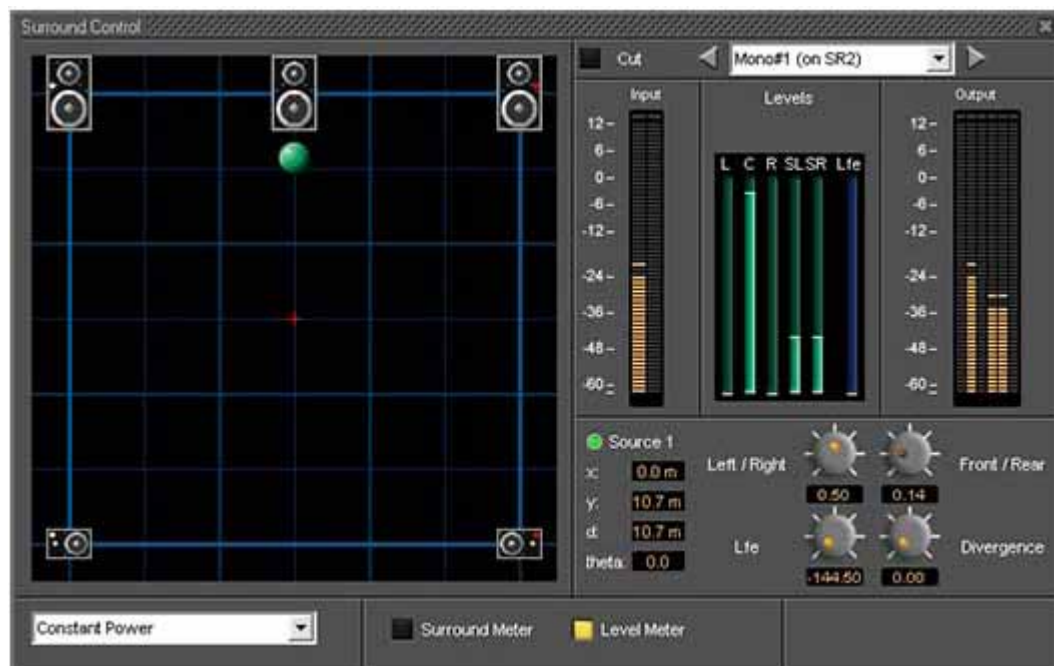 Surround Control
Cut
Mono#1 (on SR2)
Input
Levels
Output
12
6
0
-6
-12
-24
-36
-48
-60
L C R SL SR Lfe
12
6
0
-6
-12
-24
-36
-48
-60
Source 1
x: 0.0 m
y: 10.7 m
d: 10.7 m
theta: 0.0
Left / Right
0.50
0.14
Front / Rear
Lfe
-144.50
0.00
Divergence
Constant Power
Surround Meter
Level Meter